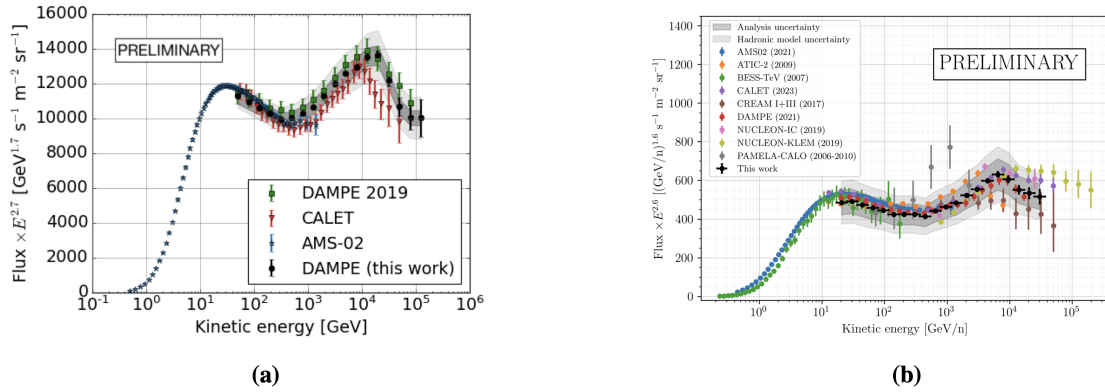 16000
14000
12000
10000
8000
6000
4000
2000
0
Flux × E^2.7 [GeV^1.7 s^−1 m^−2 sr^−1]
PRELIMINARY
DAMPE 2019
CALET
AMS-02
DAMPE (this work)
10^-1 10^0 10^1 10^2 10^3 10^4 10^5 10^6
Kinetic energy [GeV]
(a)
1400
1200
1000
800
600
400
200
0
Flux × E^2.6 [(GeV/n)^1.6 s^−1 m^−2 sr^−1]
Analysis uncertainty
Hadronic model uncertainty
AMS02 (2021)
ATIC-2 (2009)
BESS-TeV (2007)
CALET (2023)
CREAM I+III (2017)
DAMPE (2021)
NUCLEON-IC (2019)
NUCLEON-KLEM (2019)
PAMELA-CALO (2006-2010)
This work
PRELIMINARY
10^0 10^1 10^2 10^3 10^4 10^5
Kinetic energy [GeV/n]
(b)